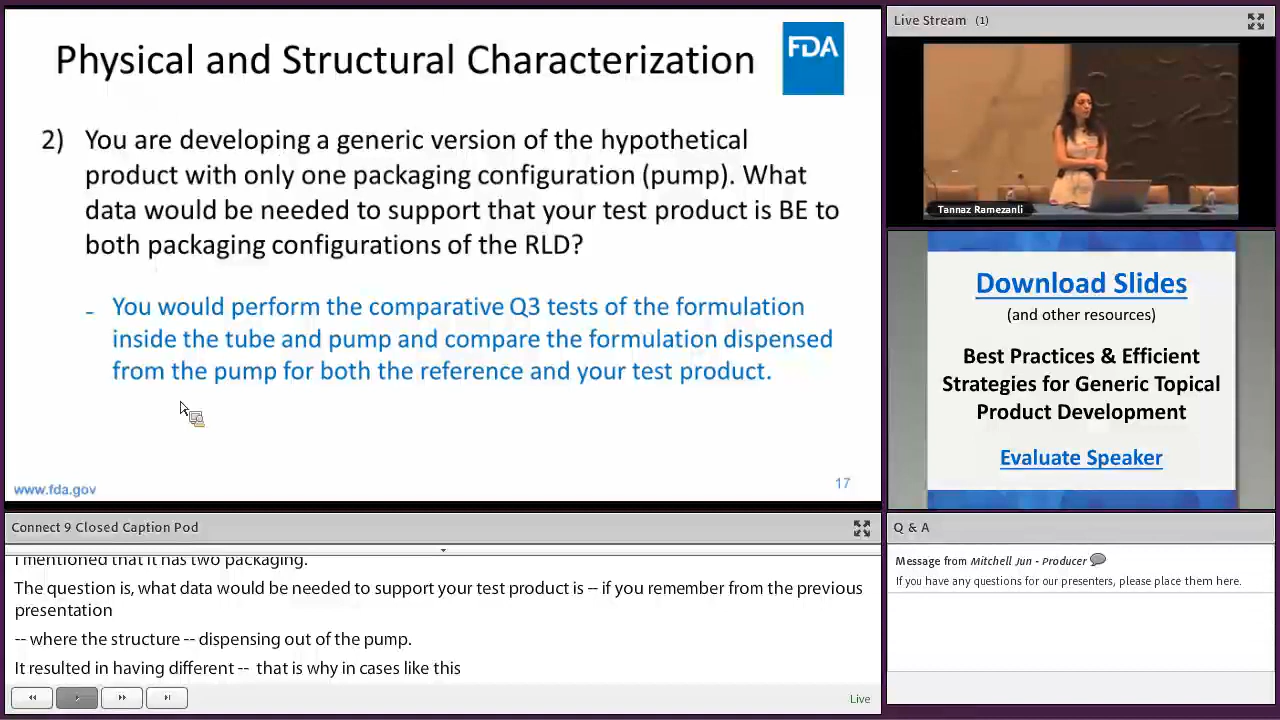 Physical and Structural Characterization
FDA
2) You are developing a generic version of the hypothetical
product with only one packaging configuration (pump). What
data would be needed to support that your test product is BE to
both packaging configurations of the RLD?
- You would perform the comparative Q3 tests of the formulation
inside the tube and pump and compare the formulation dispensed
from the pump for both the reference and your test product.
www.fda.gov
17
Live Stream (1)
Tannaz Ramezanli
Download Slides
(and other resources)
Best Practices & Efficient
Strategies for Generic Topical
Product Development
Evaluate Speaker
Connect 9 Closed Caption Pod
I mentioned that it has two packaging.
The question is, what data would be needed to support your test product is -- if you remember from the previous
presentation
-- where the structure -- dispensing out of the pump.
It resulted in having different -- that is why in cases like this
Live
Q & A
Message from Mitchell Jun - Producer
If you have any questions for our presenters, please place them here.